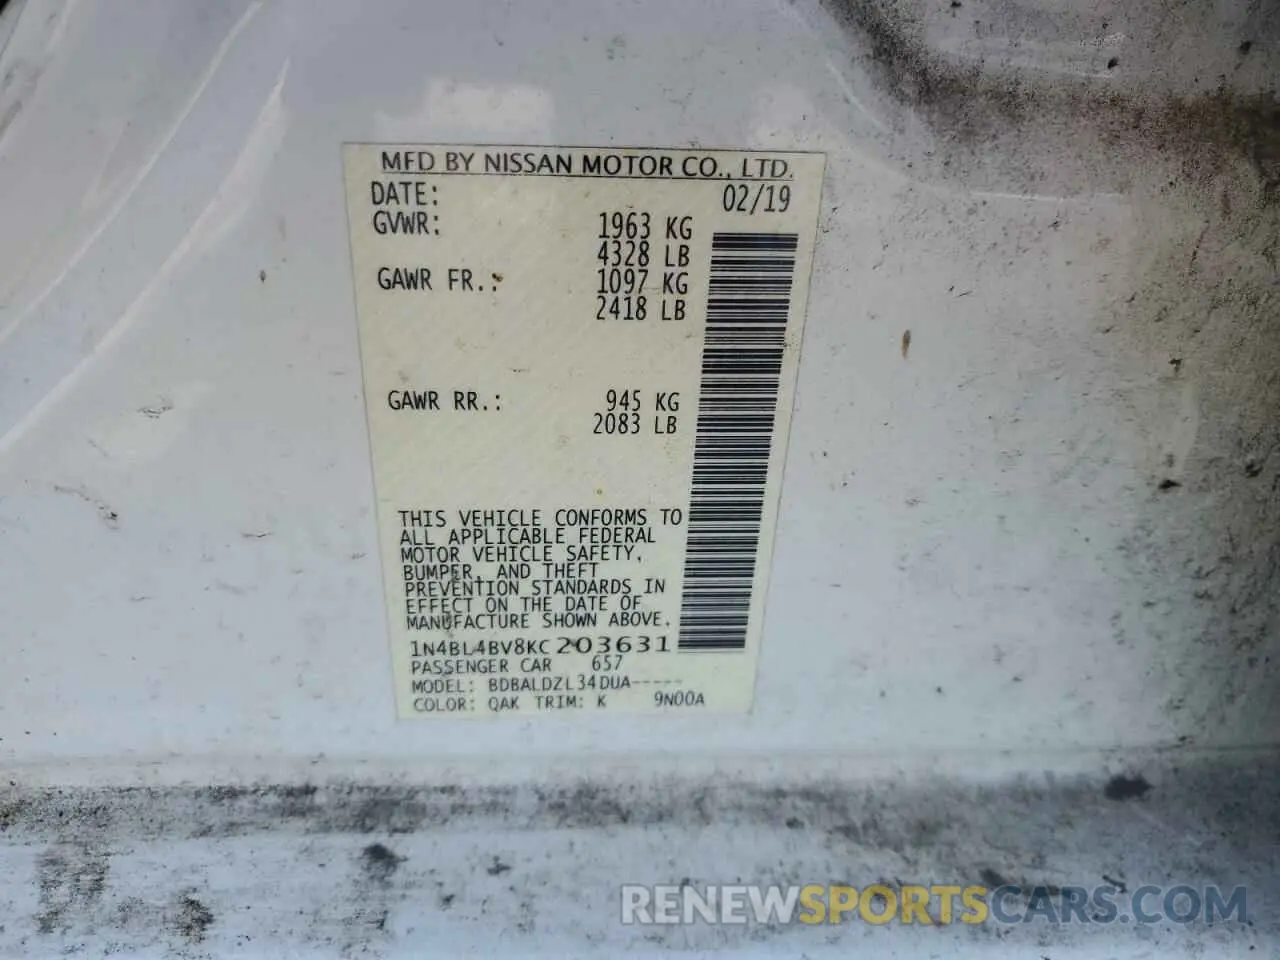 MFD BY NISSAN MOTOR CO., LTD.
DATE: 02/19
GVWR: 1963 KG
4328 LB
GAWR FR.: 1097 KG
2418 LB
GAWR RR.: 945 KG
2083 LB
THIS VEHICLE CONFORMS TO
ALL APPLICABLE FEDERAL
MOTOR VEHICLE SAFETY,
BUMPER, AND THEFT
PREVENTION STANDARDS IN
EFFECT ON THE DATE OF
MANUFACTURE SHOWN ABOVE.
1N4BL4BV8KC203631
PASSENGER CAR 657
MODEL: BDBALDZL34DUA-----
COLOR: QAK TRIM: K 9N00A
RENEWSPORTSCARS.COM